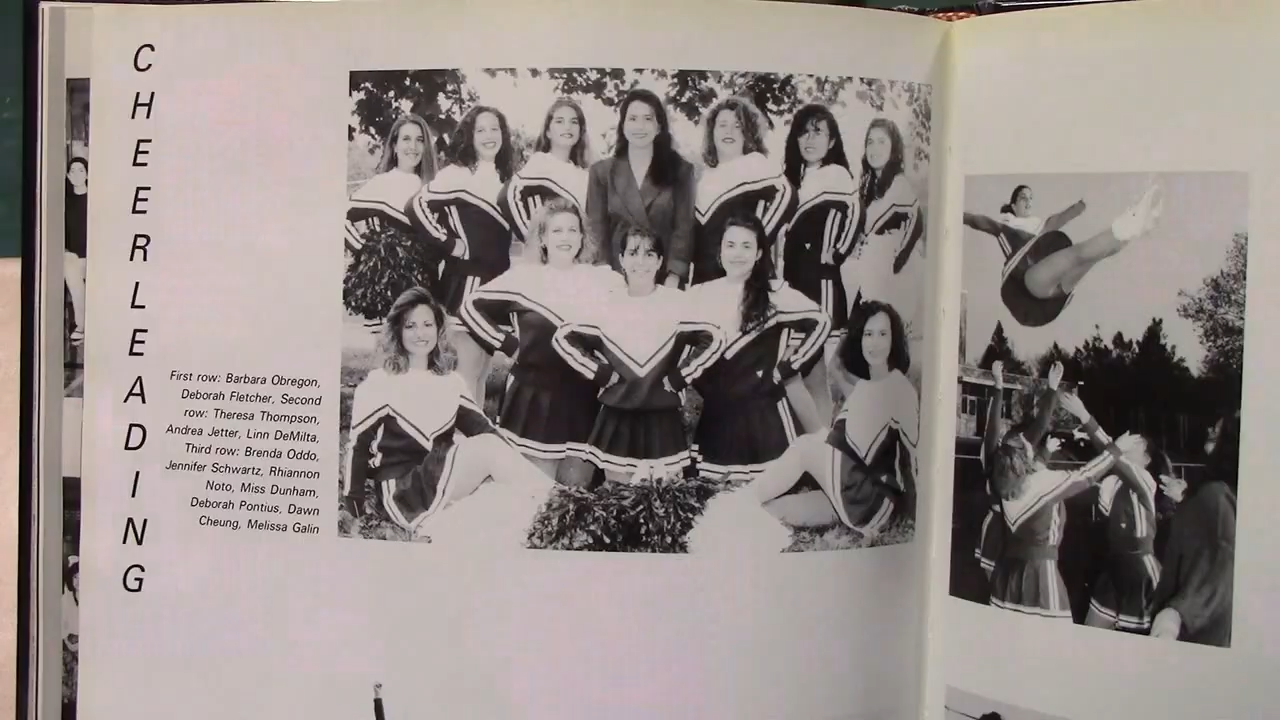 CHEERLEADING
First row: Barbara Obregon,
Deborah Fletcher, Second
row: Theresa Thompson,
Andrea Jetter, Linn DeMilta,
Third row: Brenda Oddo,
Jennifer Schwartz, Rhiannon
Noto, Miss Dunham,
Deborah Pontius, Dawn
Cheung, Melissa Galin